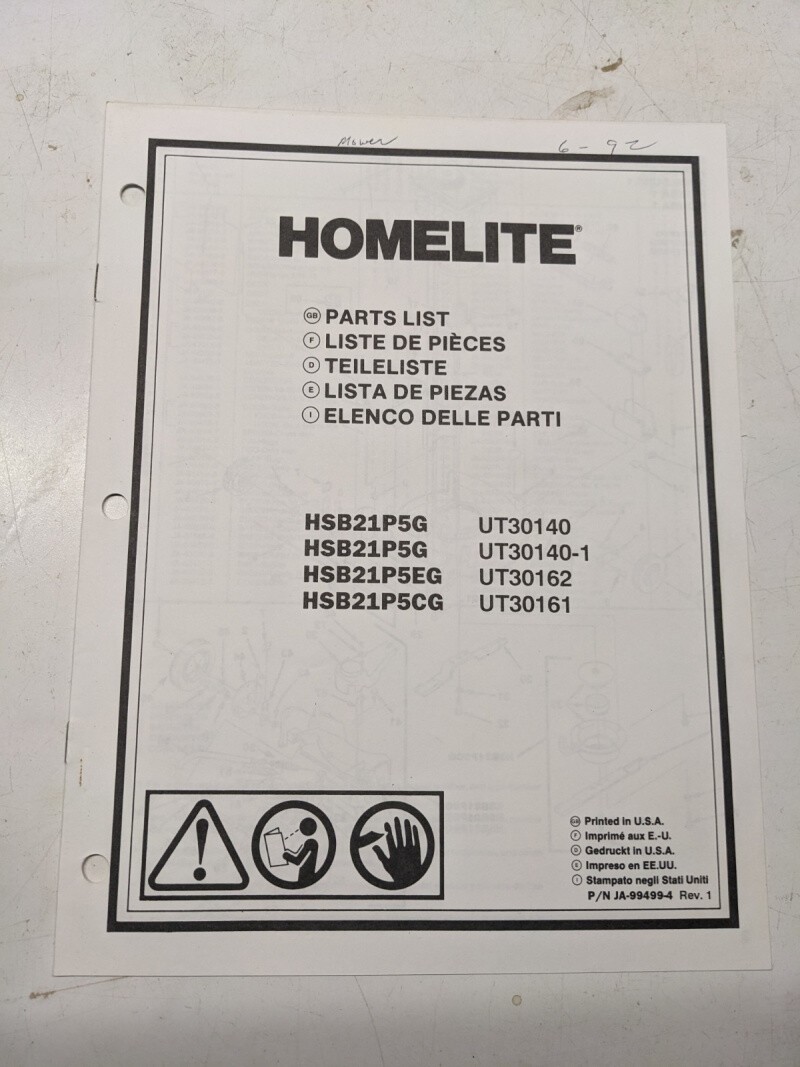 Mower 6-92
HOMELITE®
GB PARTS LIST
F LISTE DE PIÈCES
D TEILELISTE
E LISTA DE PIEZAS
I ELENCO DELLE PARTI
HSB21P5G UT30140
HSB21P5G UT30140-1
HSB21P5EG UT30162
HSB21P5CG UT30161
GB Printed in U.S.A.
F Imprimé aux E.-U.
D Gedruckt in U.S.A.
E Impreso en EE.UU.
I Stampato negli Stati Uniti
P/N JA-99499-4 Rev. 1